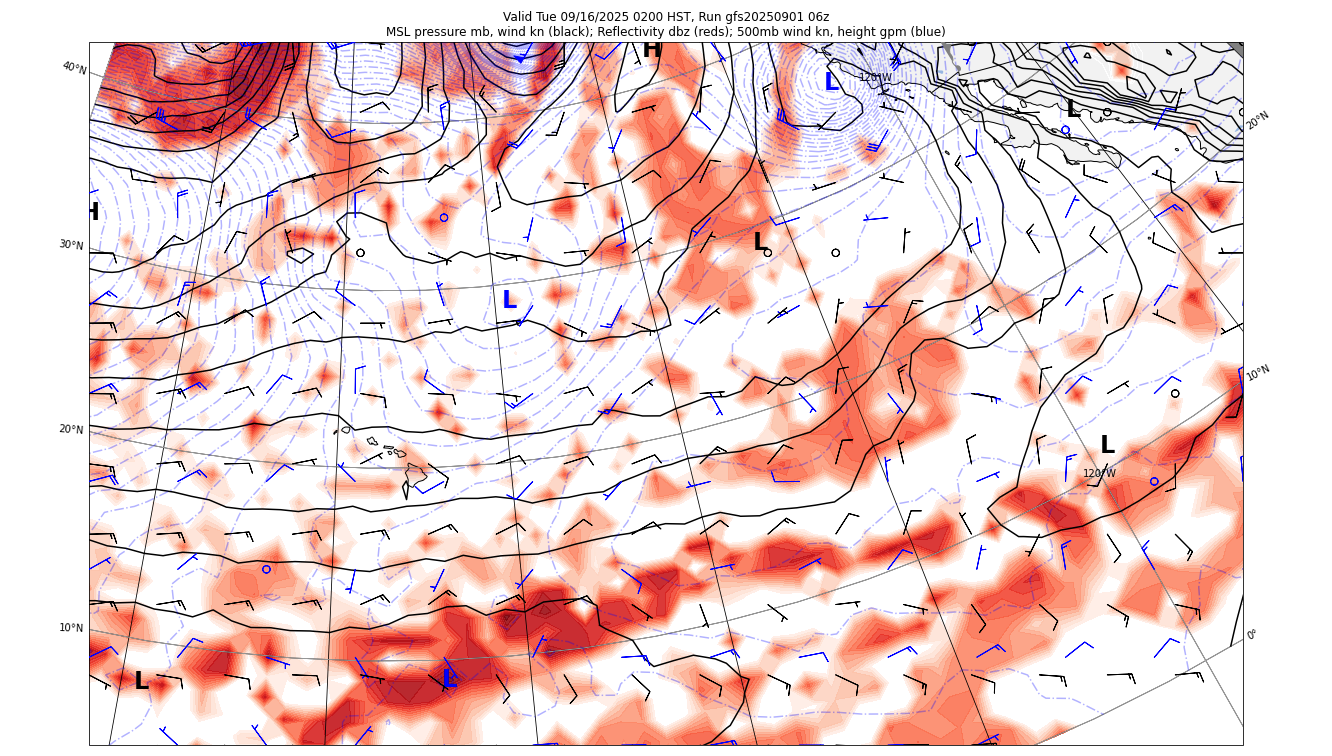 Valid Tue 09/16/2025 0200 HST, Run gfs20250901 06z
MSL pressure mb, wind kn (black); Reflectivity dbz (reds); 500mb wind kn, height gpm (blue)
H
40°N
L
120°W
L
20°N
H
L
30°N
L
10°N
20°N
L
120°W
10°N
0°
L
L